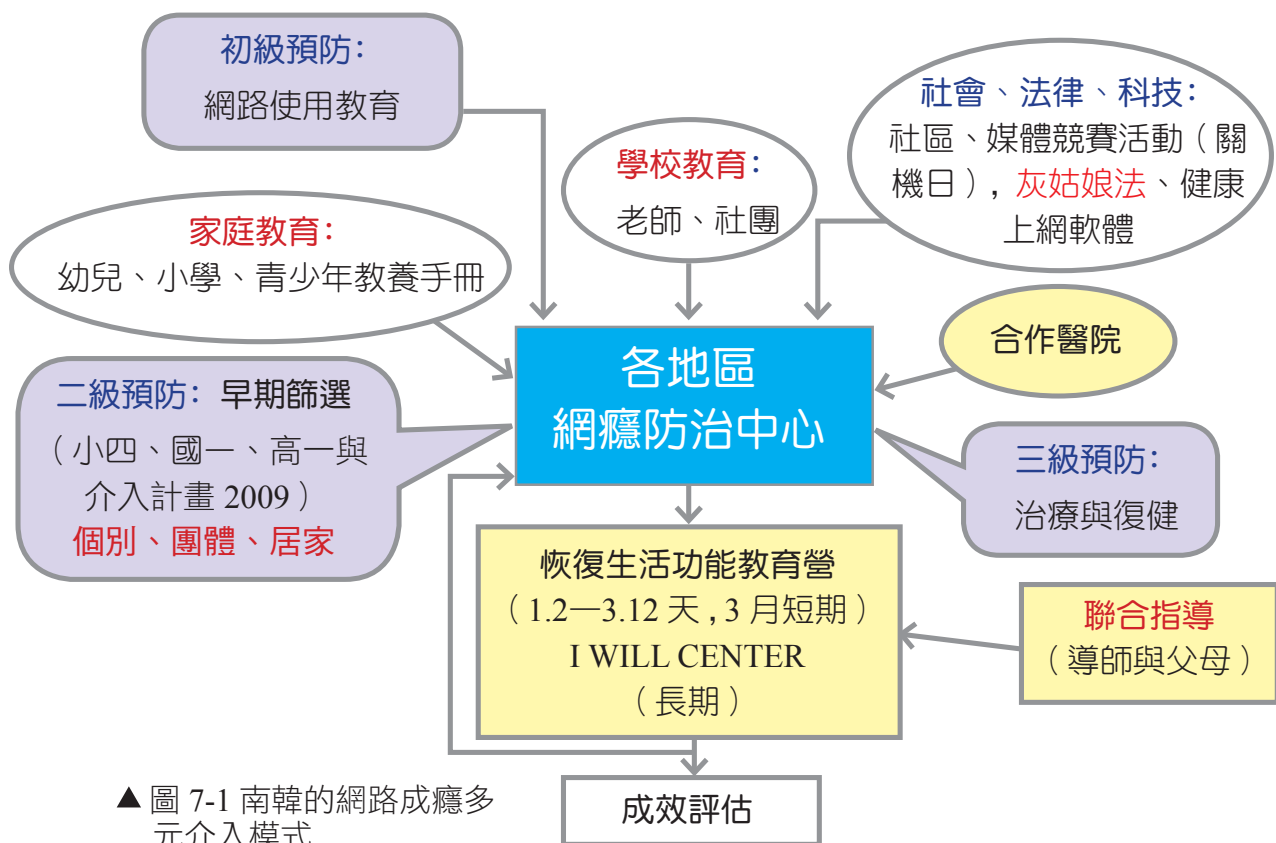 初級預防：
網路使用教育
社會、法律、科技：
社區、媒體競賽活動（關
機日），灰姑娘法、健康
上網軟體
學校教育：
老師、社團
家庭教育：
幼兒、小學、青少年教養手冊
合作醫院
各地區
網癮防治中心
二級預防：早期篩選
（小四、國一、高一與
介入計畫 2009）
個別、團體、居家
三級預防：
治療與復健
恢復生活功能教育營
（1.2—3.12 天，3 月短期）
I WILL CENTER
（長期）
聯合指導
（導師與父母）
成效評估
▲ 圖 7-1 南韓的網路成癮多
元介入模式